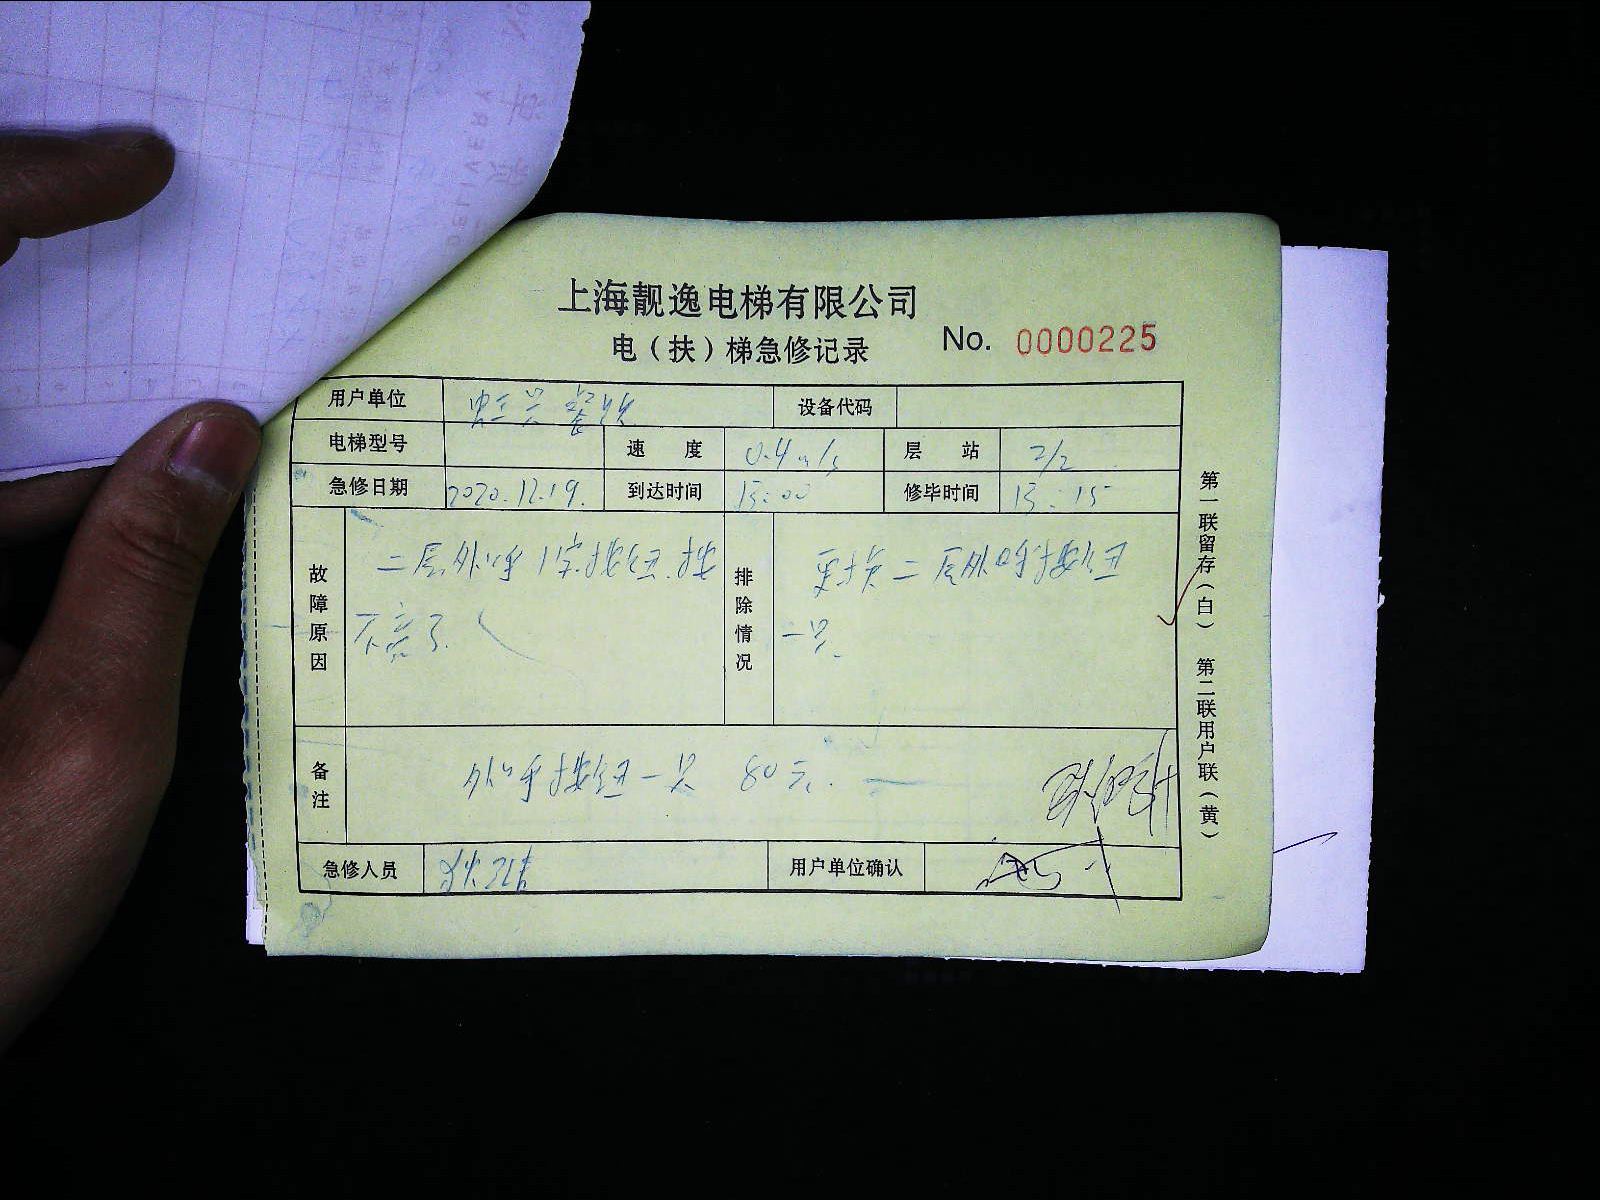 上海靓逸电梯有限公司
电（扶）梯急修记录
No. 0000225
用户单位
设备代码
电梯型号
速 度 0.4m/s
层 站 2/2
急修日期 2020.12.19.
到达时间 15:00
修毕时间 15:15
故障原因
二层外呼1字按钮.按
不亮了.
排除情况
更换二层外呼按钮
一只.
备注
外呼按钮一只 80元.
急修人员
用户单位确认
第一联留存（白） 第二联用户联（黄）
DELIVERY